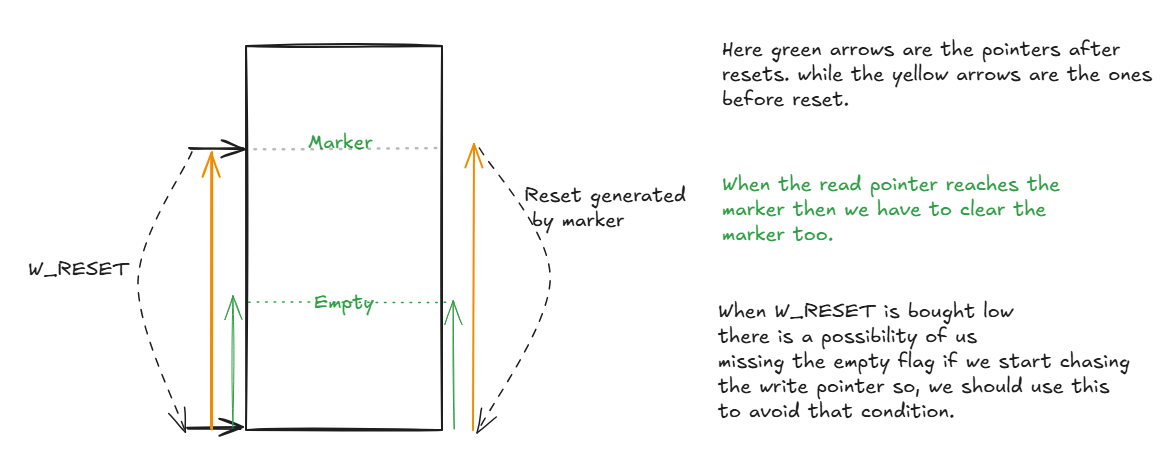 Here green arrows are the pointers after
resets. while the yellow arrows are the ones
before reset.
Marker
Reset generated
by marker
When the read pointer reaches the
marker then we have to clear the
marker too.
W_RESET
Empty
When W_RESET is bought low
there is a possibility of us
missing the empty flag if we start chasing
the write pointer so, we should use this
to avoid that condition.